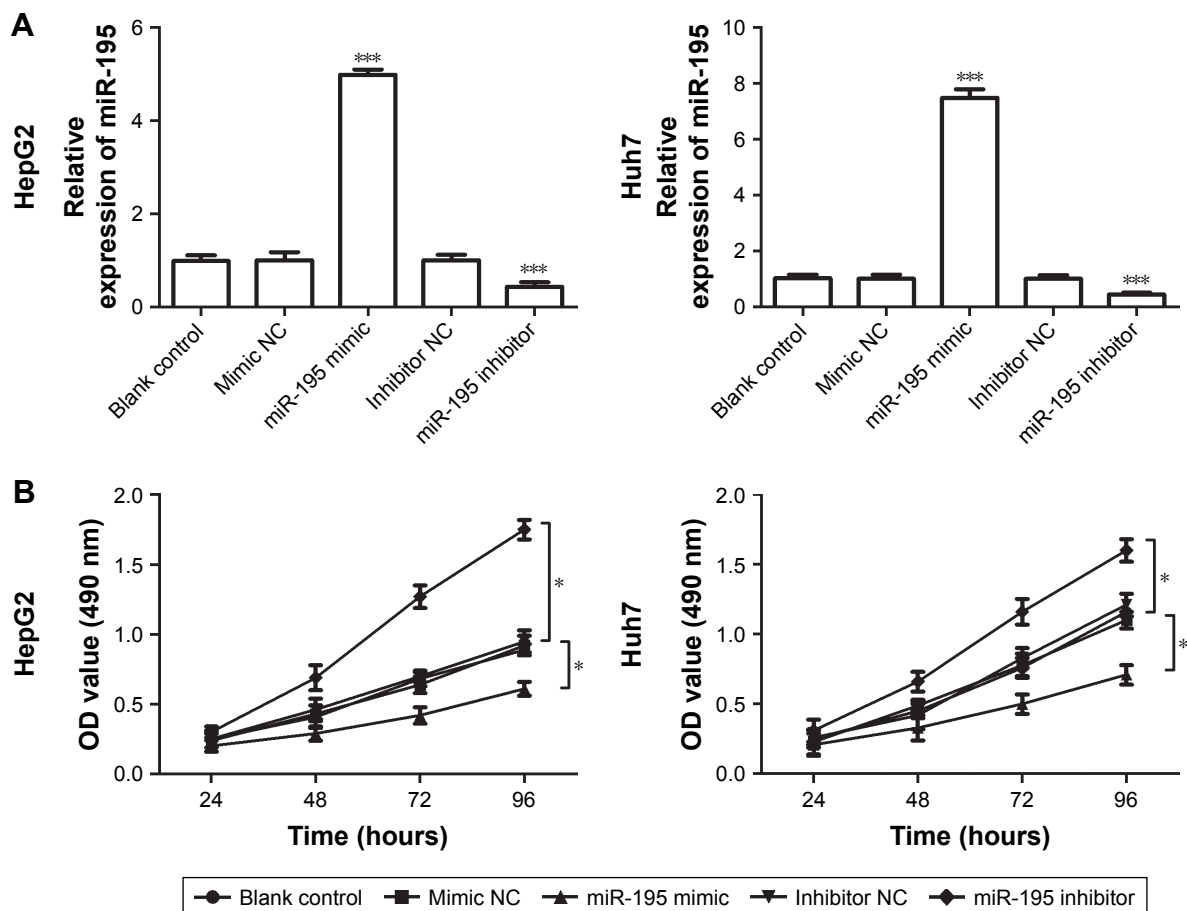 A
HepG2
Relative
expression of miR-195
6
4
2
0
***
***
Blank control
Mimic NC
miR-195 mimic
Inhibitor NC
miR-195 inhibitor
Huh7
Relative
expression of miR-195
10
8
6
4
2
0
***
***
Blank control
Mimic NC
miR-195 mimic
Inhibitor NC
miR-195 inhibitor
B
HepG2
OD value (490 nm)
2.0
1.5
1.0
0.5
0.0
*
*
24 48 72 96
Time (hours)
Huh7
OD value (490 nm)
2.0
1.5
1.0
0.5
0.0
*
*
24 48 72 96
Time (hours)
Blank control Mimic NC miR-195 mimic Inhibitor NC miR-195 inhibitor